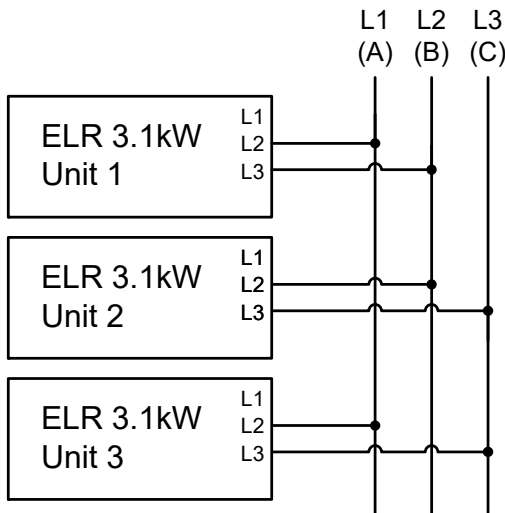 L1 L2 L3
(A) (B) (C)
ELR 3.1kW
Unit 1
L1
L2
L3
ELR 3.1kW
Unit 2
L1
L2
L3
ELR 3.1kW
Unit 3
L1
L2
L3